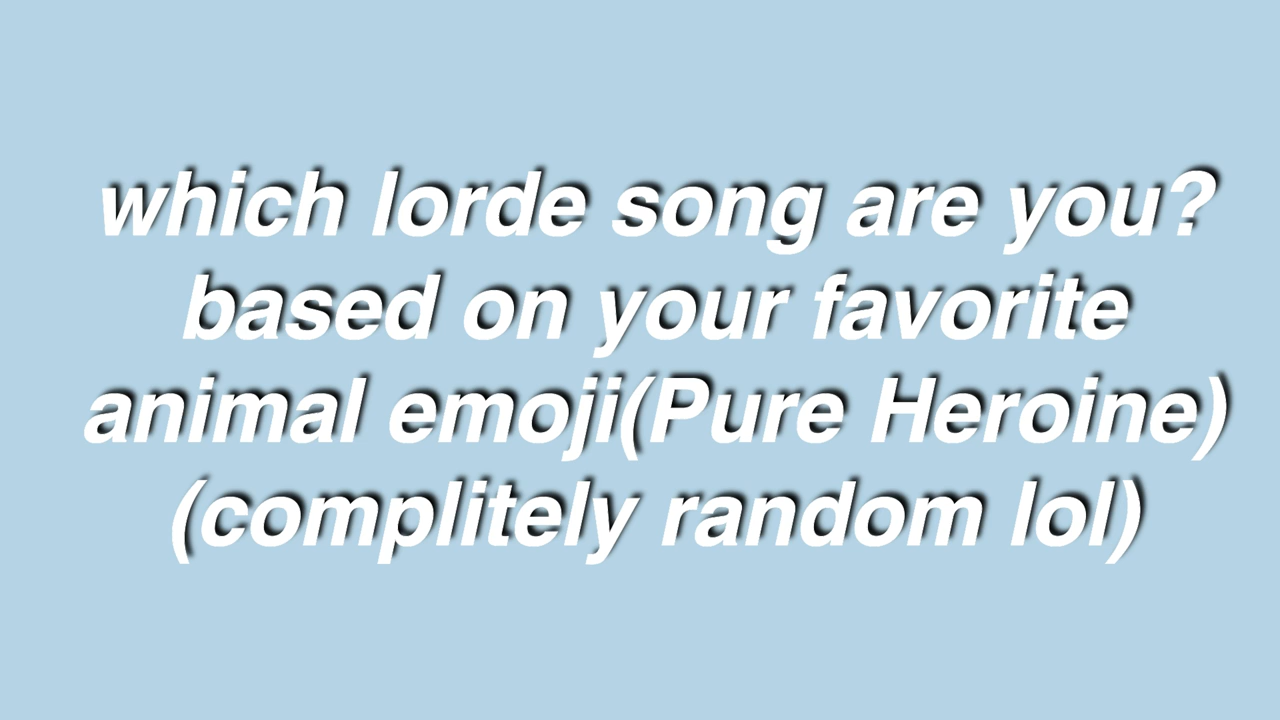 which lorde song are you?
based on your favorite
animal emoji(Pure Heroine)
(complitely random lol)